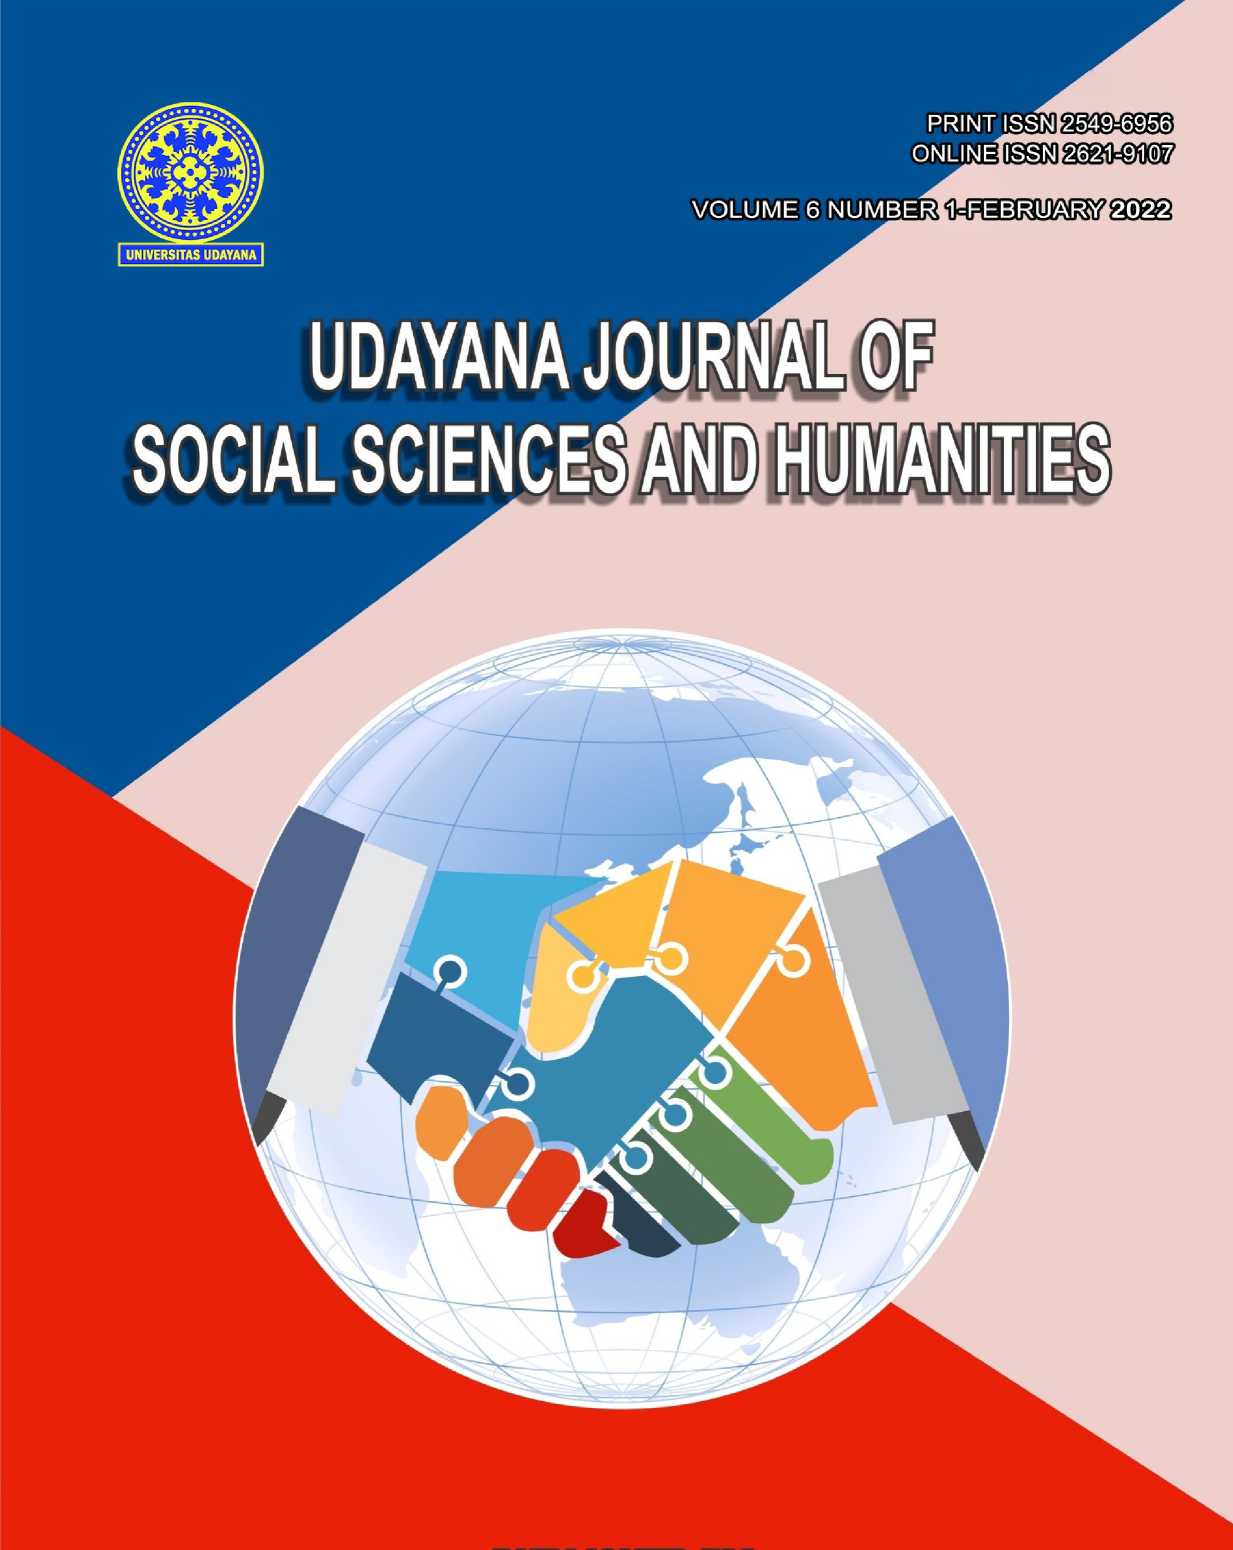 PRINT ISSN 2549-6956
ONLINE ISSN 2621-9107
VOLUME 6 NUMBER 1-FEBRUARY 2022
UNIVERSITAS UDAYANA
UDAYANA JOURNAL OF
SOCIAL SCIENCES AND HUMANITIES